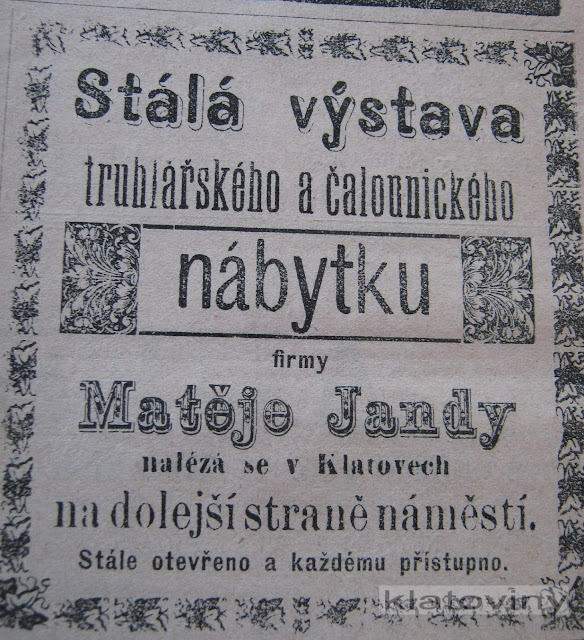 Stálá výstava
truhlářského a čalounického
nábytku
firmy
Matěje Jandy
nalézá se v Klatovech
na dolejší straně náměstí.
Stále otevřeno a každému přístupno.
klatoviny